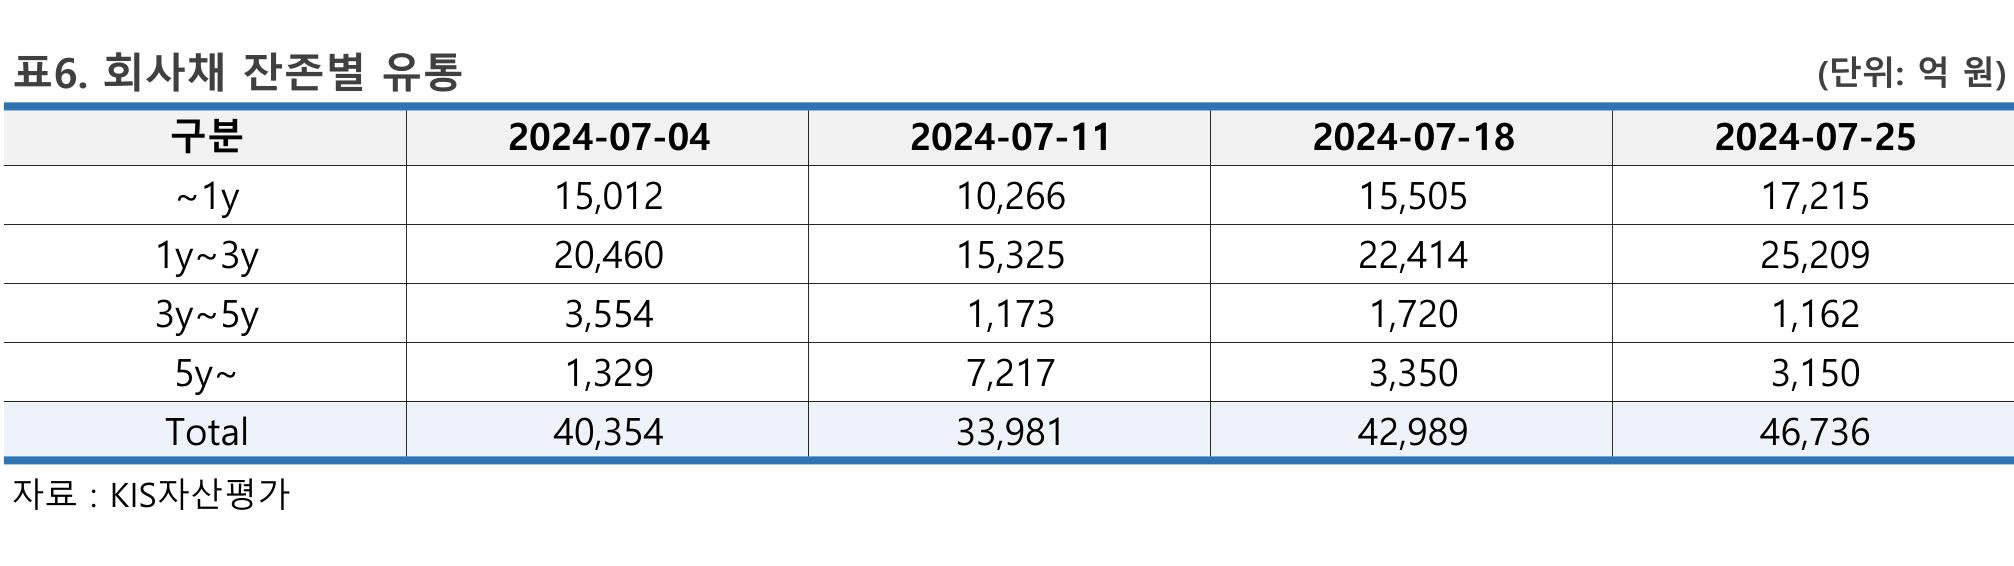 표6. 회사채 잔존별 유통 (단위: 억 원)
구분 2024-07-04 2024-07-11 2024-07-18 2024-07-25
~1y 15,012 10,266 15,505 17,215
1y~3y 20,460 15,325 22,414 25,209
3y~5y 3,554 1,173 1,720 1,162
5y~ 1,329 7,217 3,350 3,150
Total 40,354 33,981 42,989 46,736
자료 : KIS자산평가